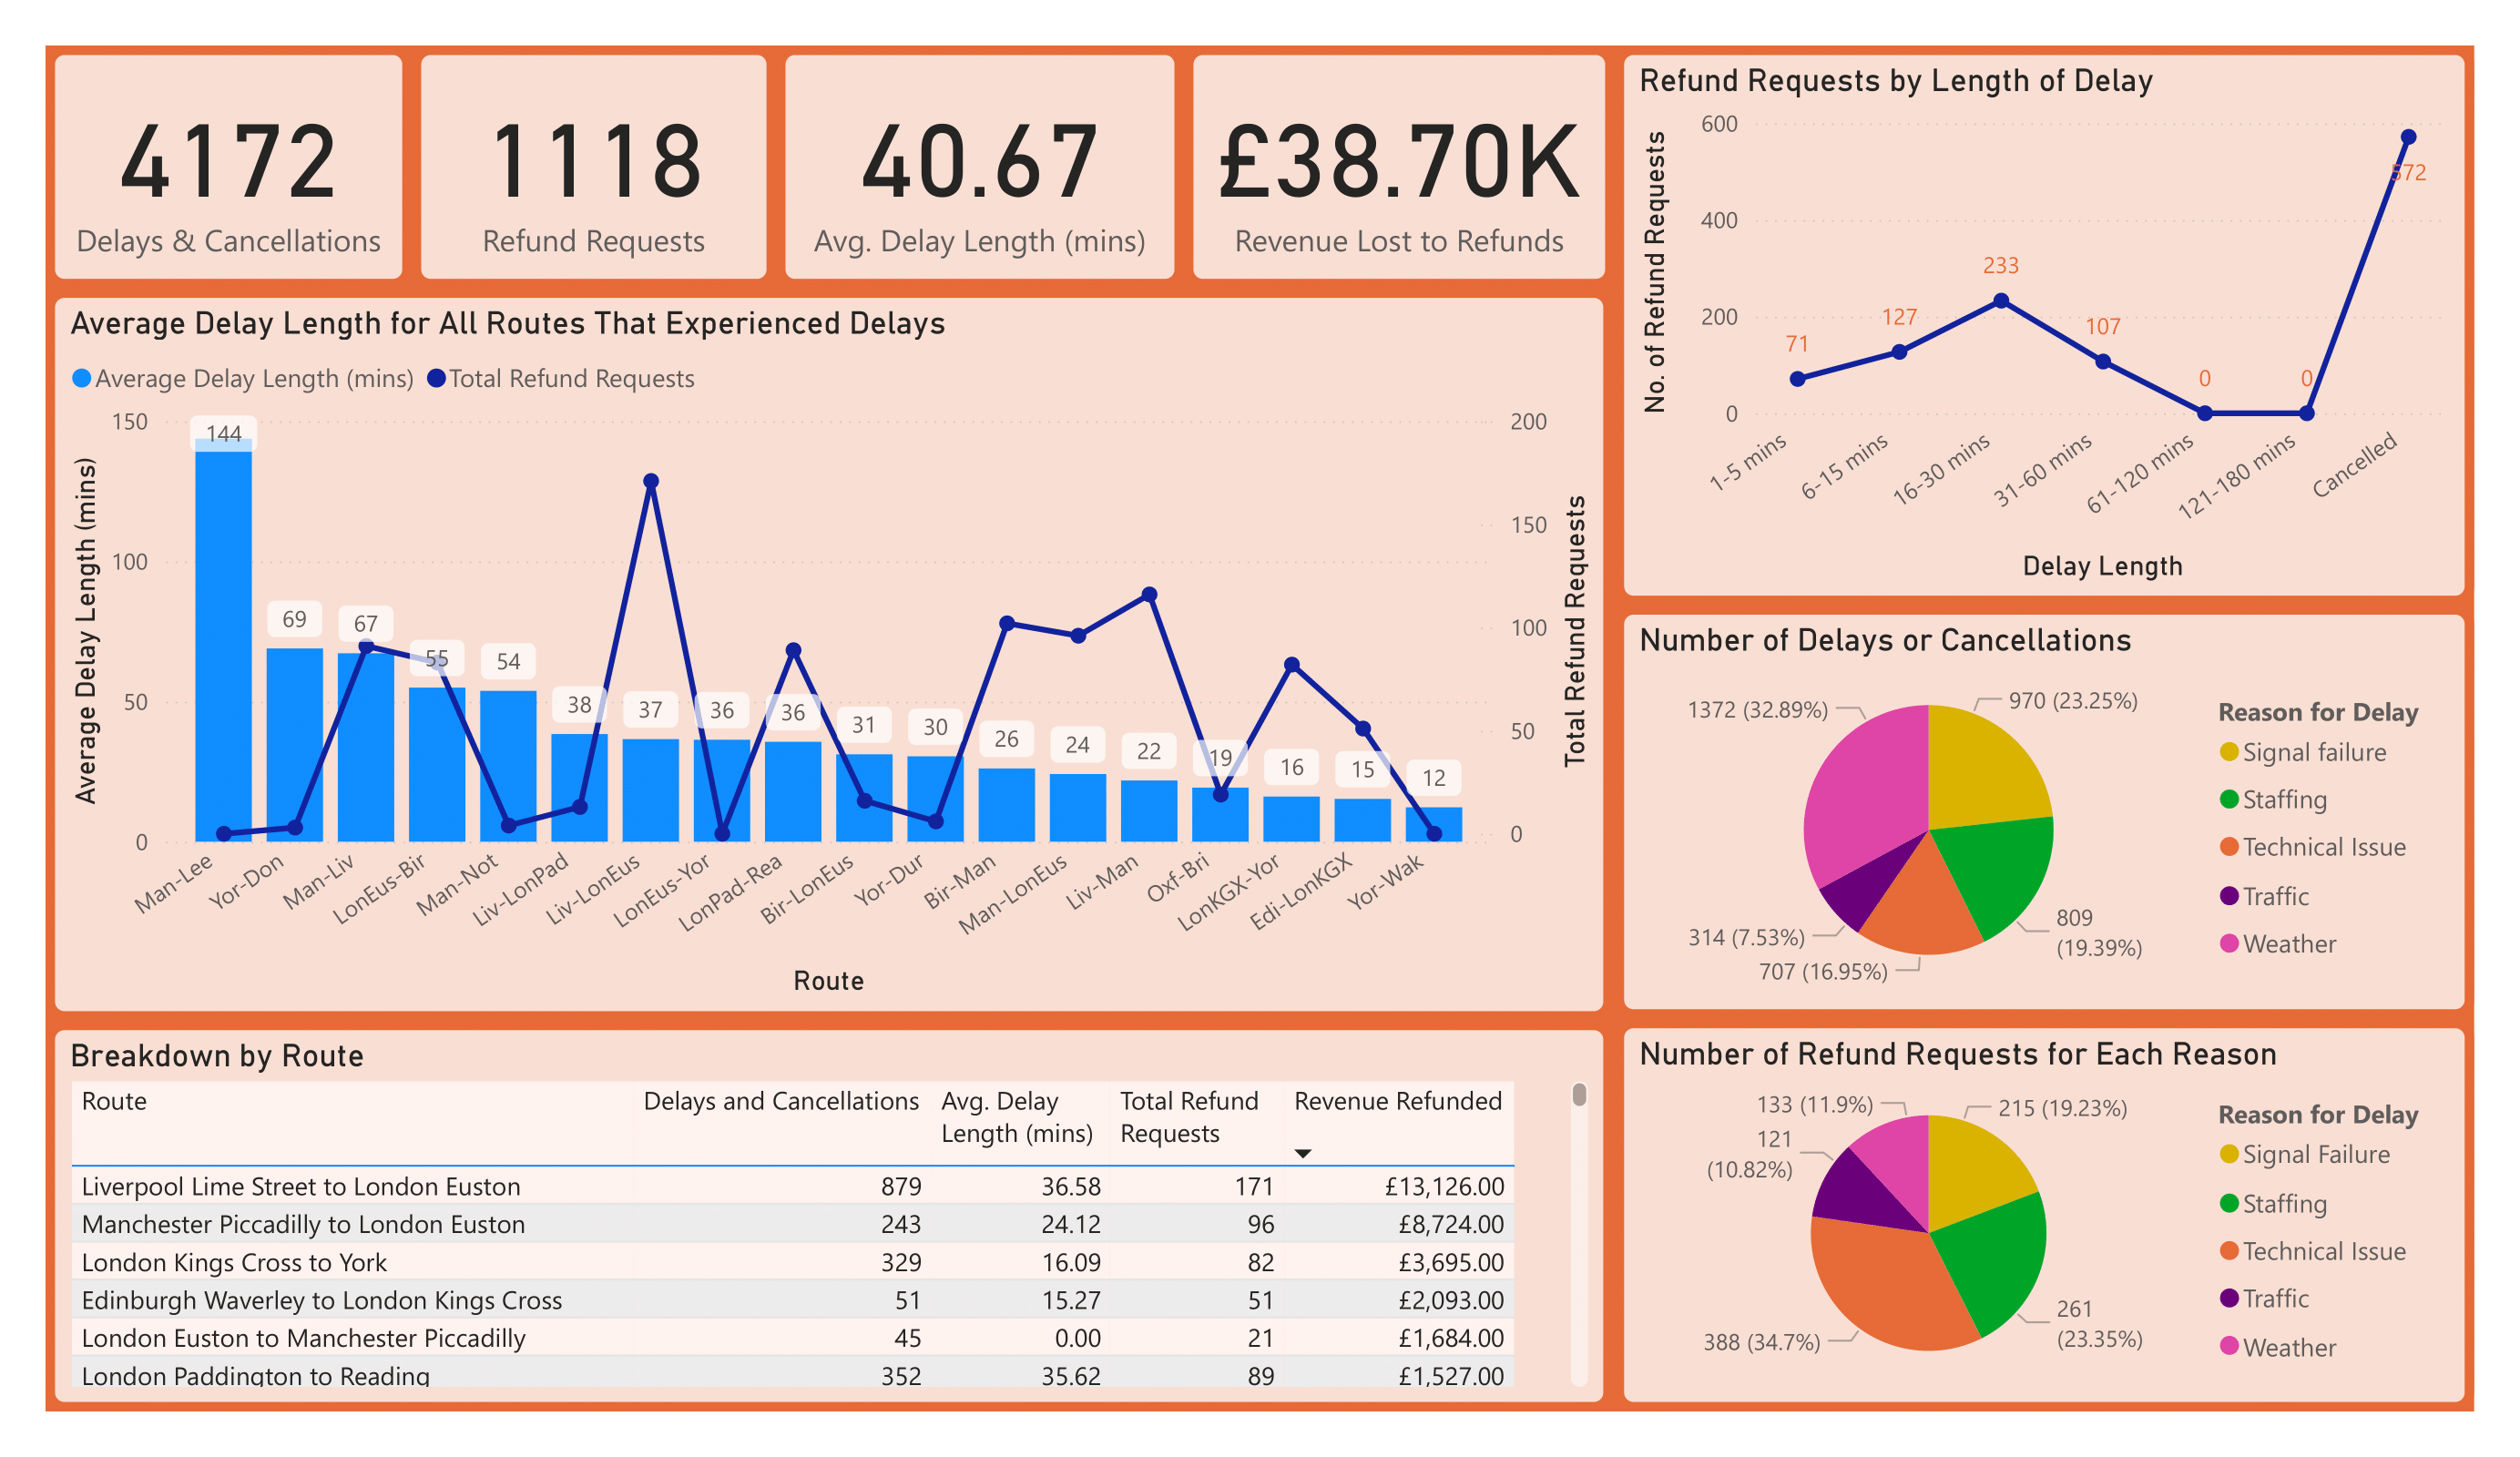 4172
Delays & Cancellations
1118
Refund Requests
40.67
Avg. Delay Length (mins)
£38.70K
Revenue Lost to Refunds
Average Delay Length for All Routes That Experienced Delays
Average Delay Length (mins) Total Refund Requests
Average Delay Length (mins)
150
100
50
0
144
69
67
55
54
38
37
36
36
31
30
26
24
22
19
16
15
12
200
150
100
50
0
Total Refund Requests
Man-Lee
Yor-Don
Man-Liv
LonEus-Bir
Man-Not
Liv-LonPad
Liv-LonEus
LonEus-Yor
LonPad-Rea
Bir-LonEus
Yor-Dur
Bir-Man
Man-LonEus
Liv-Man
Oxf-Bri
LonKGX-Yor
Edi-LonKGX
Yor-Wak
Route
Breakdown by Route
Route Delays and Cancellations Avg. Delay Total Refund Revenue Refunded
Length (mins) Requests
Liverpool Lime Street to London Euston 879 36.58 171 £13,126.00
Manchester Piccadilly to London Euston 243 24.12 96 £8,724.00
London Kings Cross to York 329 16.09 82 £3,695.00
Edinburgh Waverley to London Kings Cross 51 15.27 51 £2,093.00
London Euston to Manchester Piccadilly 45 0.00 21 £1,684.00
London Paddington to Reading 352 35.62 89 £1,527.00
Refund Requests by Length of Delay
No. of Refund Requests
600
400
200
0
71
127
233
107
0
0
572
1-5 mins
6-15 mins
16-30 mins
31-60 mins
61-120 mins
121-180 mins
Cancelled
Delay Length
Number of Delays or Cancellations
1372 (32.89%)
970 (23.25%)
809
(19.39%)
314 (7.53%)
707 (16.95%)
Reason for Delay
Signal failure
Staffing
Technical Issue
Traffic
Weather
Number of Refund Requests for Each Reason
133 (11.9%)
215 (19.23%)
121
(10.82%)
261
(23.35%)
388 (34.7%)
Reason for Delay
Signal Failure
Staffing
Technical Issue
Traffic
Weather